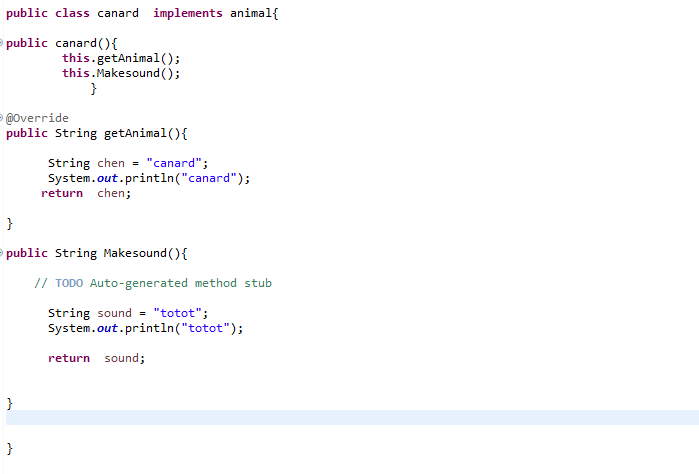 public class canard  implements animal{
public canard(){
this.getAnimal();
this.Makesound();
}
@Override
public String getAnimal(){
String chen = "canard";
System.out.println("canard");
return  chen;
}
public String Makesound(){
// TODO Auto-generated method stub
String sound = "totot";
System.out.println("totot");
return  sound;
}
}